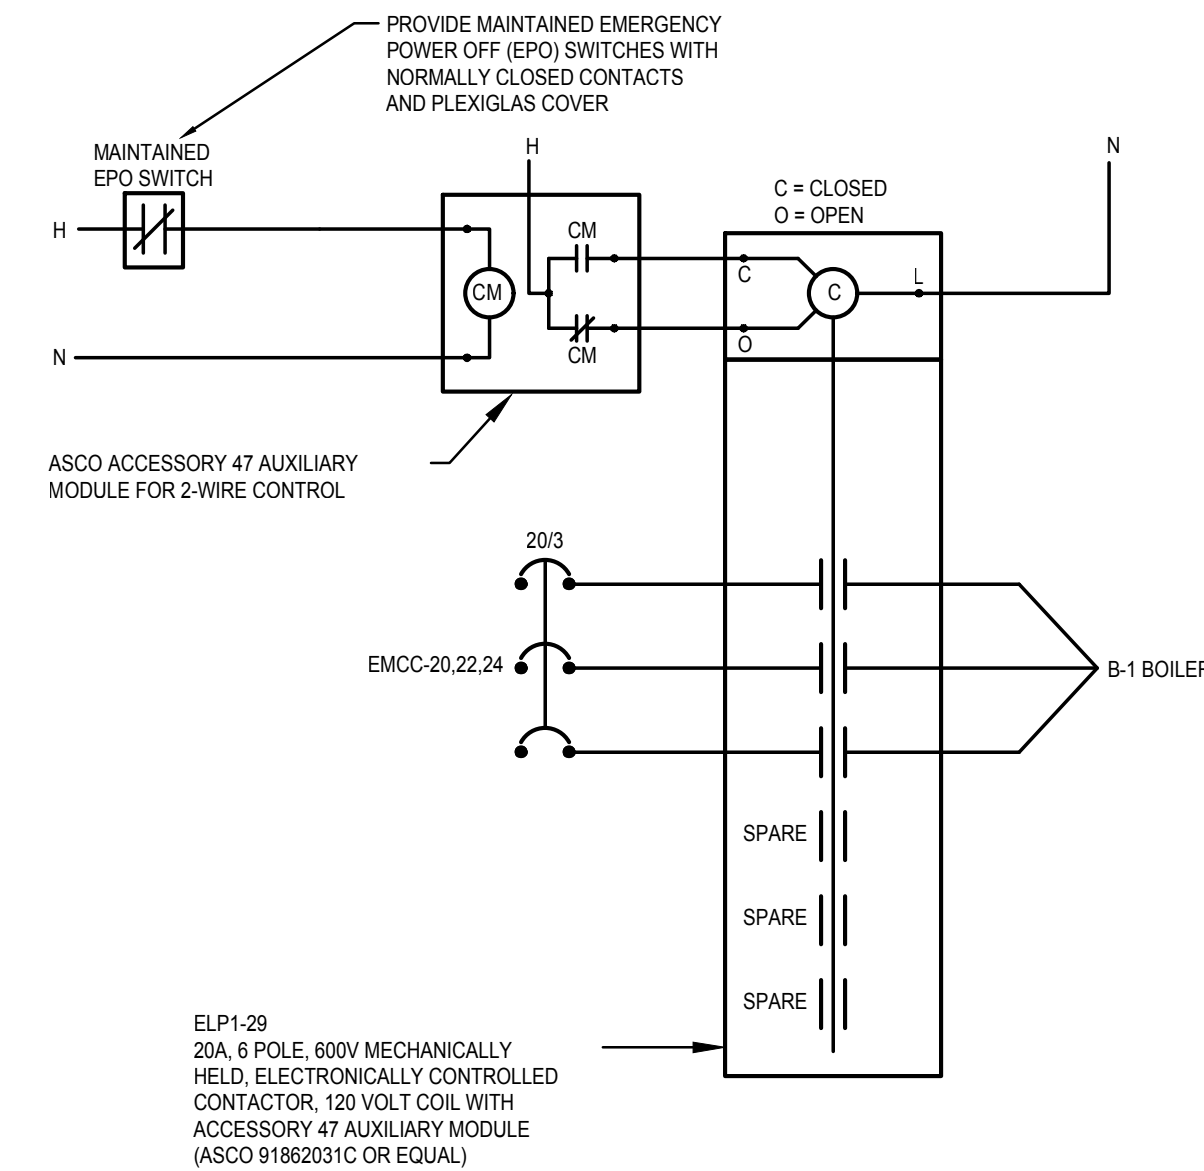 PROVIDE MAINTAINED EMERGENCY
POWER OFF (EPO) SWITCHES WITH
NORMALLY CLOSED CONTACTS
AND PLEXIGLAS COVER
MAINTAINED
EPO SWITCH
H
H
N
C = CLOSED
O = OPEN
CM
CM
C
C
L
N
CM
O
ASCO ACCESSORY 47 AUXILIARY
MODULE FOR 2-WIRE CONTROL
20/3
EMCC-20,22,24
B-1 BOILER
SPARE
SPARE
SPARE
ELP1-29
20A, 6 POLE, 600V MECHANICALLY
HELD, ELECTRONICALLY CONTROLLED
CONTACTOR, 120 VOLT COIL WITH
ACCESSORY 47 AUXILIARY MODULE
(ASCO 91862031C OR EQUAL)